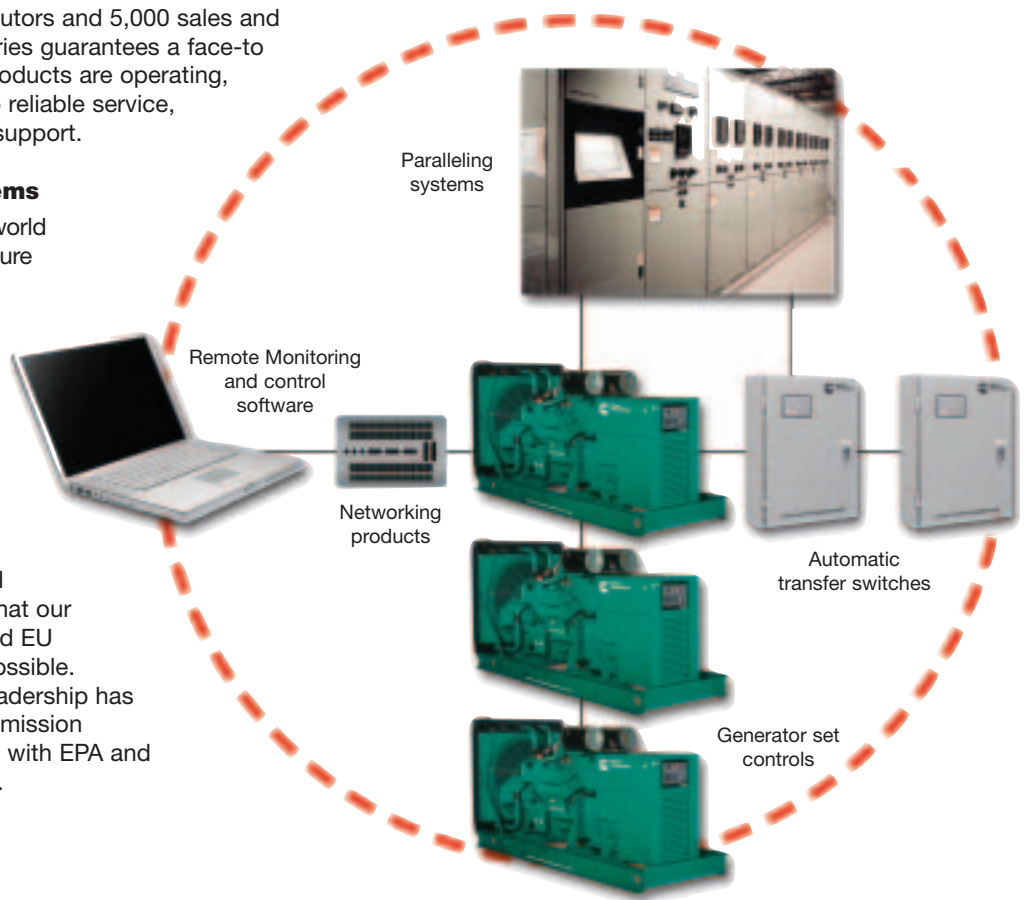 utors and 5,000 sales and
ries guarantees a face-to
oducts are operating,
reliable service,
support.
ems
world
ure
hat our
d EU
ossible.
adership has
mission
with EPA and
Paralleling
systems
Remote Monitoring
and control
software
Networking
products
Automatic
transfer switches
Generator set
controls